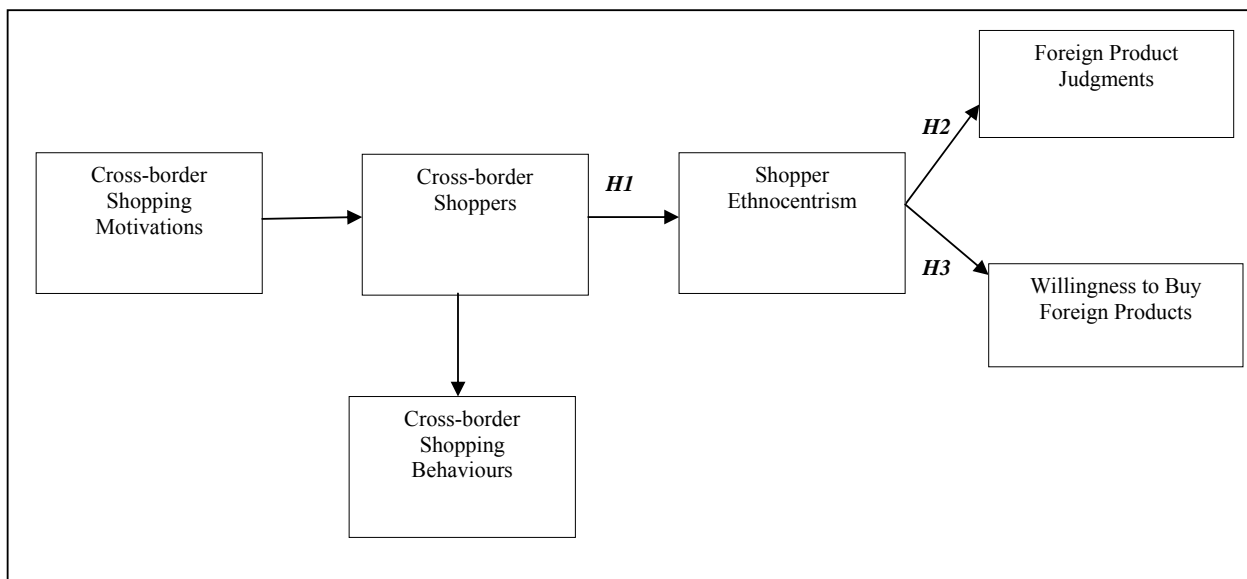 Foreign Product
Judgments
H2
Cross-border
Shopping
Motivations
Cross-border
Shoppers
H1
Shopper
Ethnocentrism
H3
Willingness to Buy
Foreign Products
Cross-border
Shopping
Behaviours